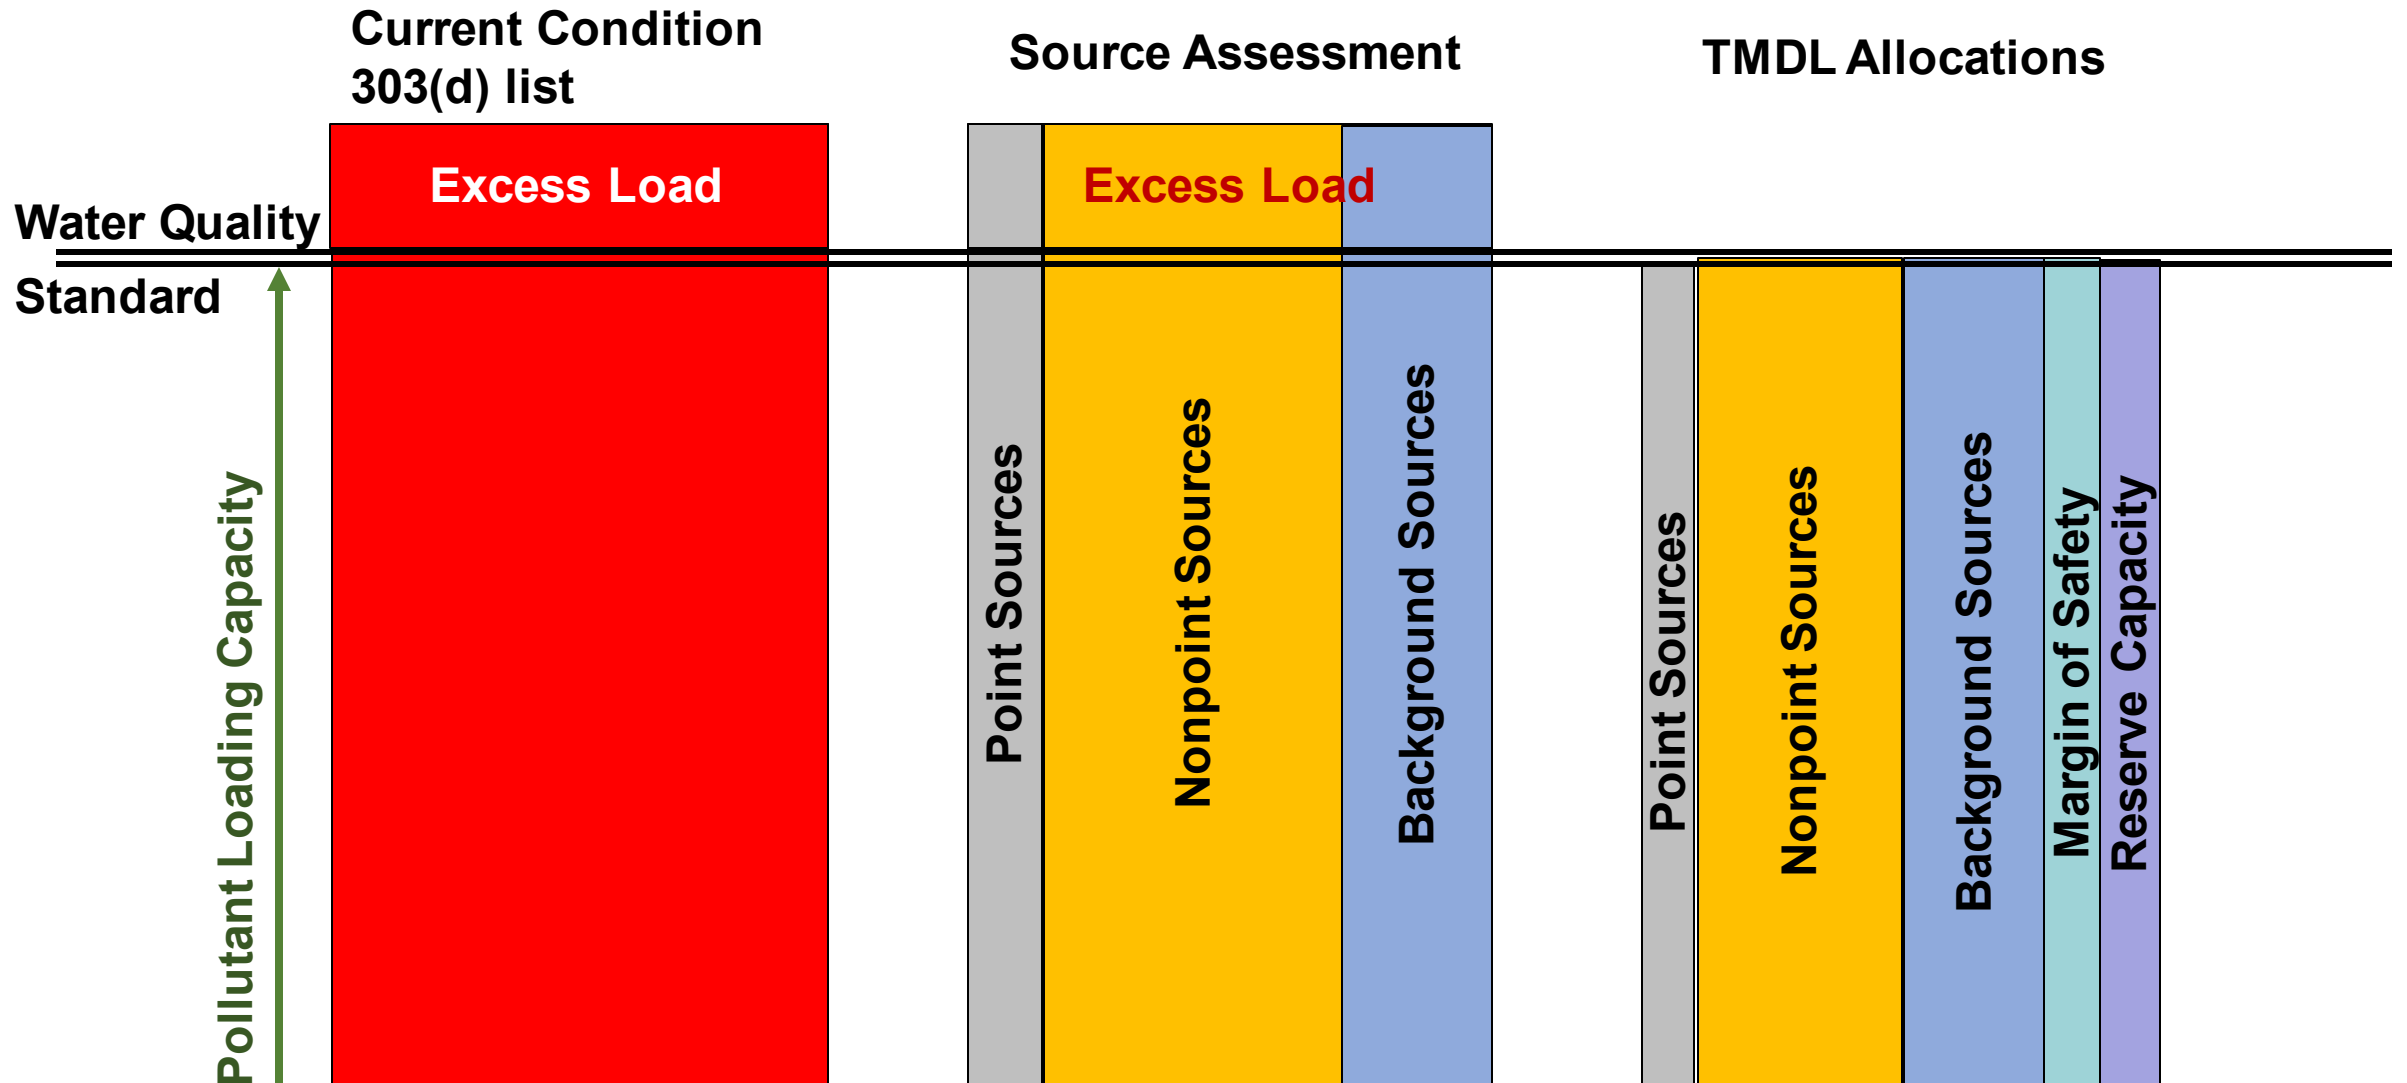 Current Condition
303(d) list
Source Assessment
TMDL Allocations
Excess Load
Excess Load
Water Quality
Standard
Pollutant Loading Capacity
Point Sources
Nonpoint Sources
Background Sources
Point Sources
Nonpoint Sources
Background Sources
Margin of Safety
Reserve Capacity